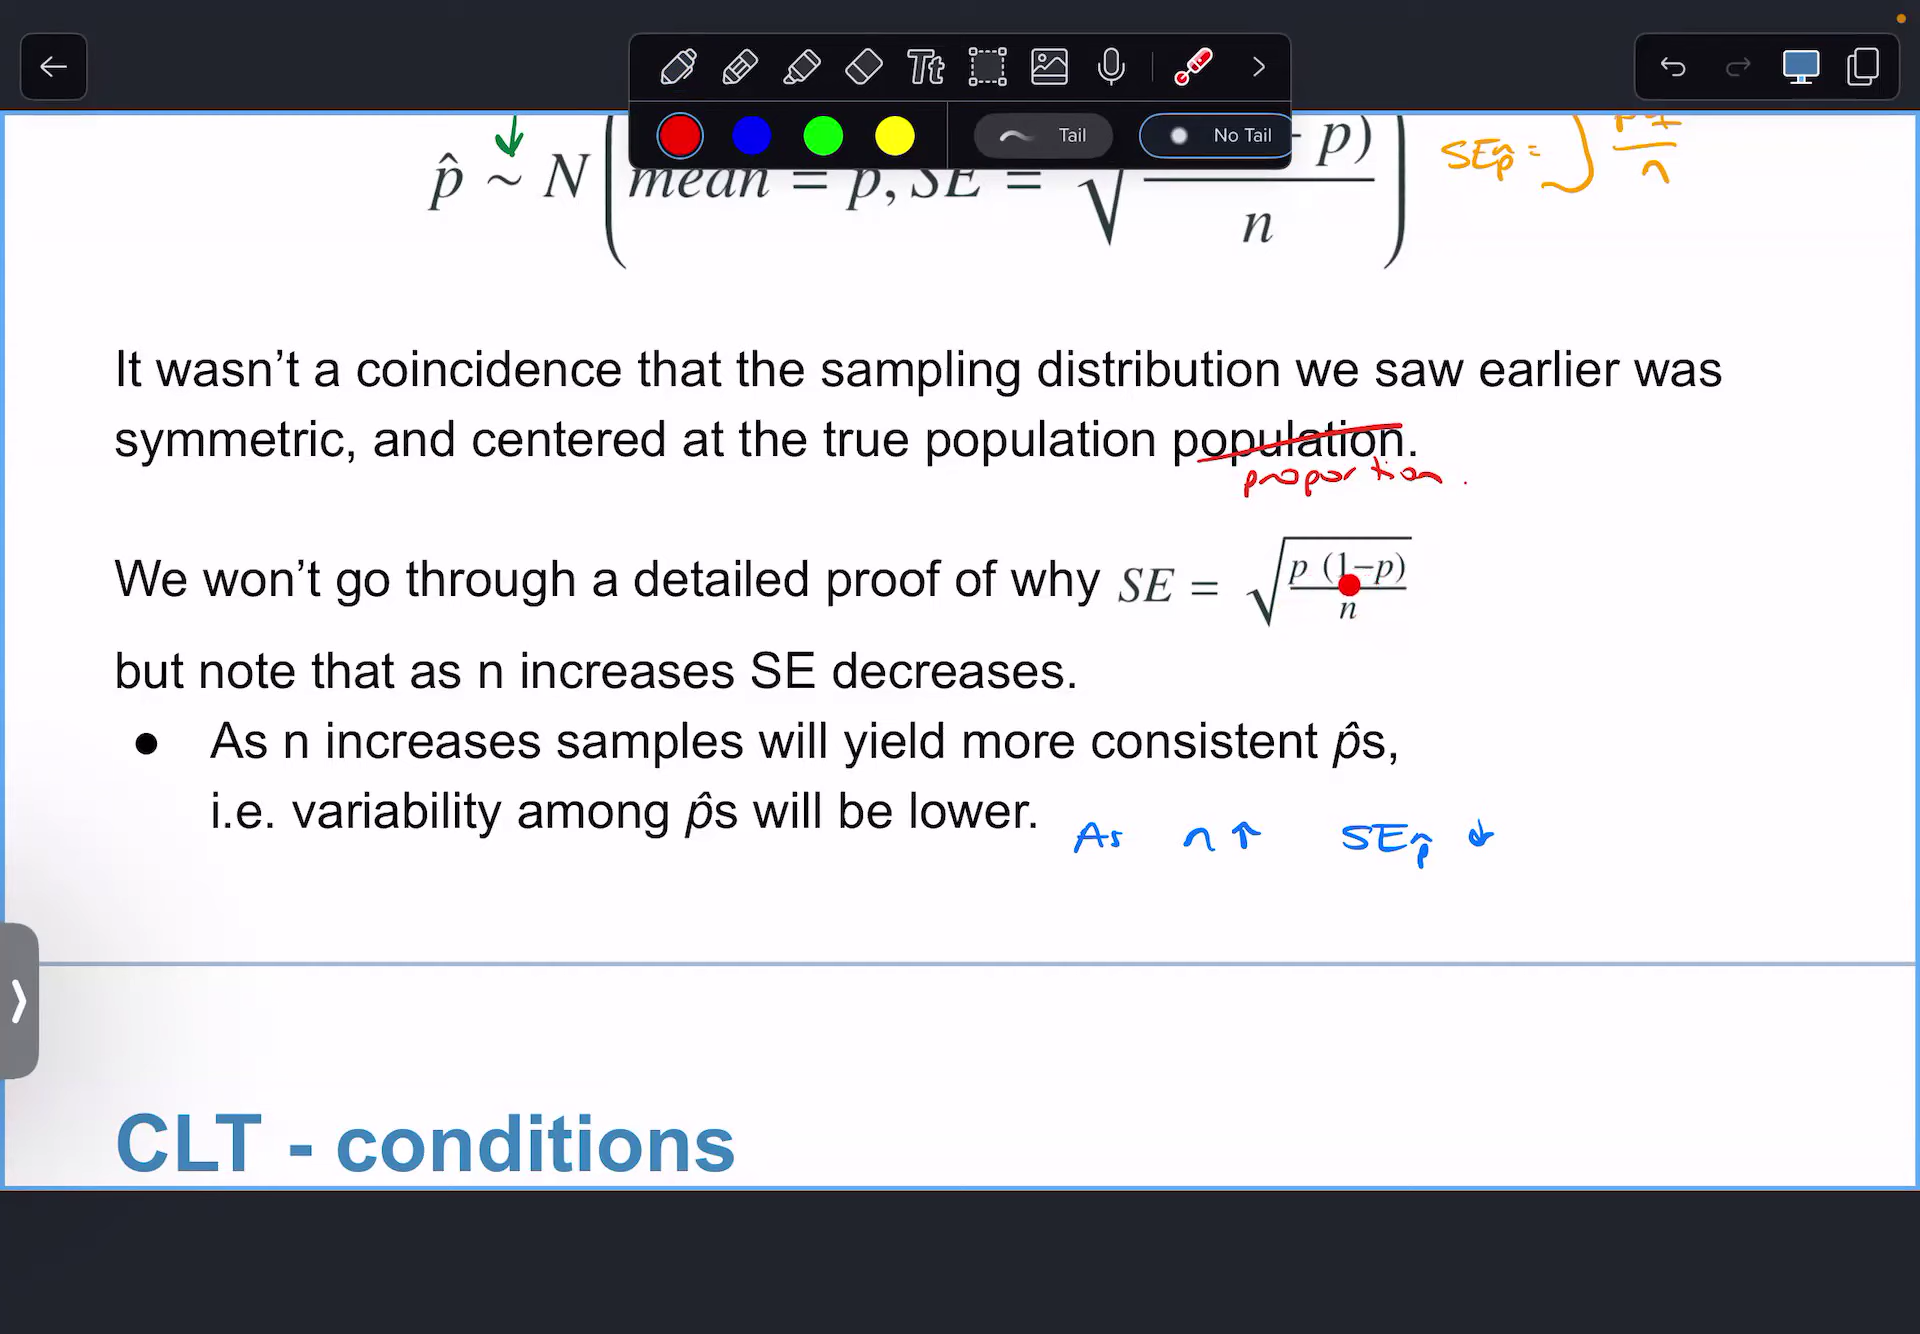 Tt
Tail No Tail
p̂ ~ N ( mean = p, SE = √ - p) / n ) SEp̂ = √ pq / n
It wasn’t a coincidence that the sampling distribution we saw earlier was
symmetric, and centered at the true population population.
proportion.
We won’t go through a detailed proof of why SE = √ p (1−p) / n
but note that as n increases SE decreases.
● As n increases samples will yield more consistent p̂s,
i.e. variability among p̂s will be lower.
As n↑ SEp̂ ↓
CLT - conditions